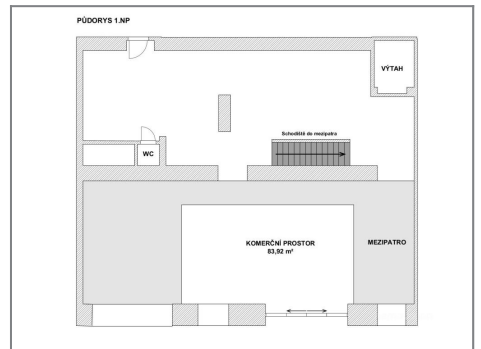 PŮDORYS 1.NP
VÝTAH
Schodiště do mezipatra
WC
KOMERČNÍ PROSTOR
83,92 m²
MEZIPATRO